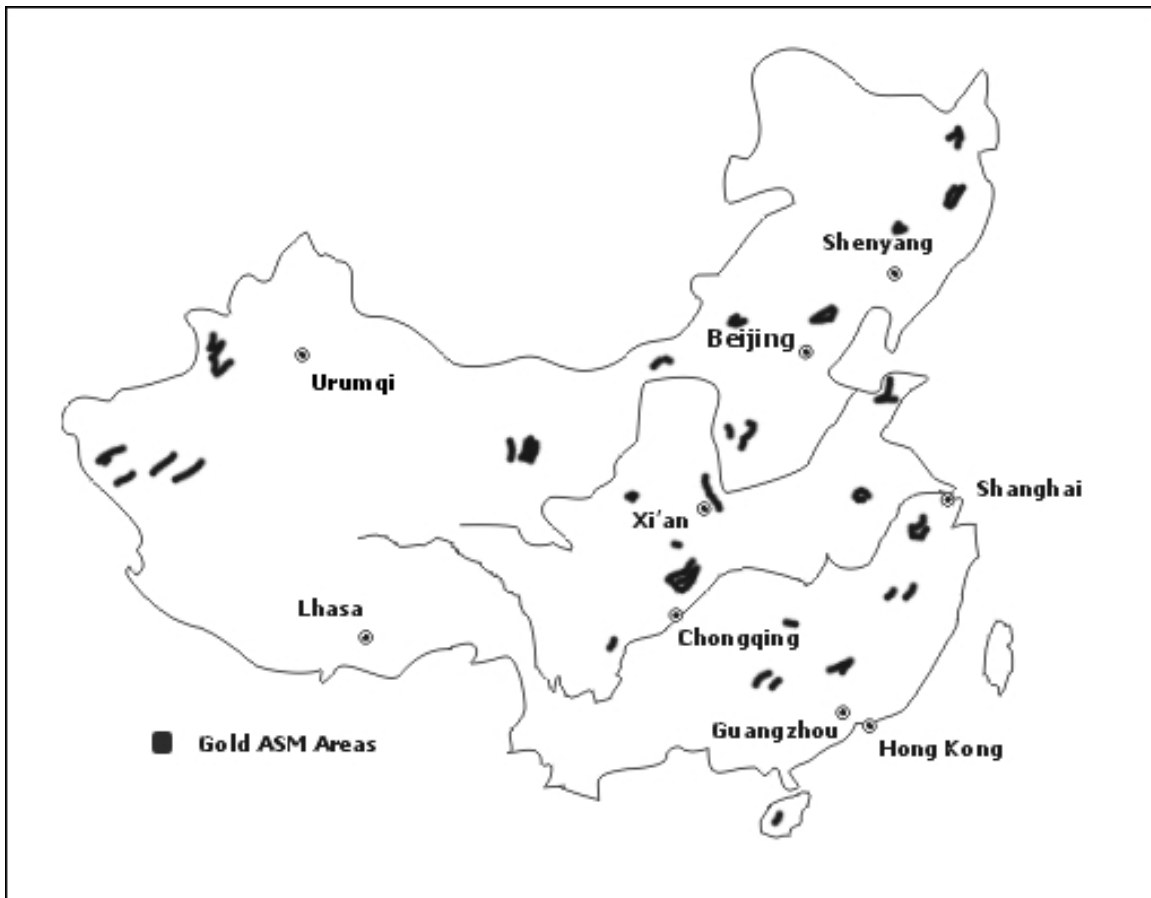 Shenyang
Beijing
Urumqi
Shanghai
Xi'an
Lhasa
Chongqing
Guangzhou
Hong Kong
Gold ASM Areas